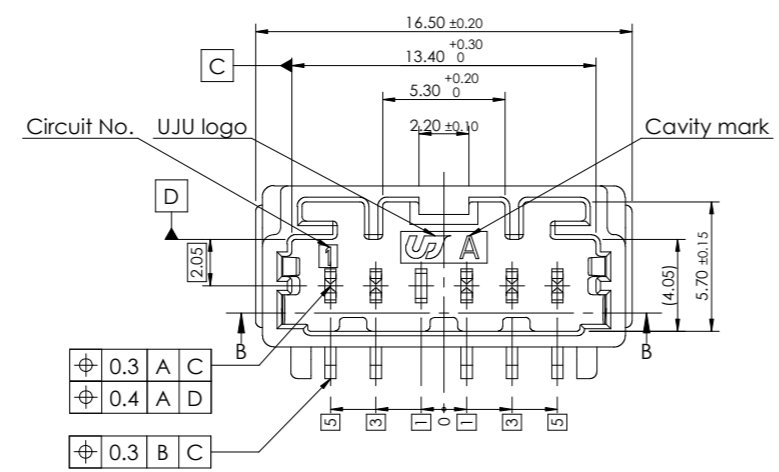 16.50 ±0.20
13.40 +0.30 0
C
5.30 +0.20 0
2.20 ±0.10
Circuit No.
UJU logo
Cavity mark
D
2.05
1
UJ A
(4.05)
5.70 ±0.15
B
B
⌖ 0.3 A C
⌖ 0.4 A D
⌖ 0.3 B C
5 3 1 0 1 3 5